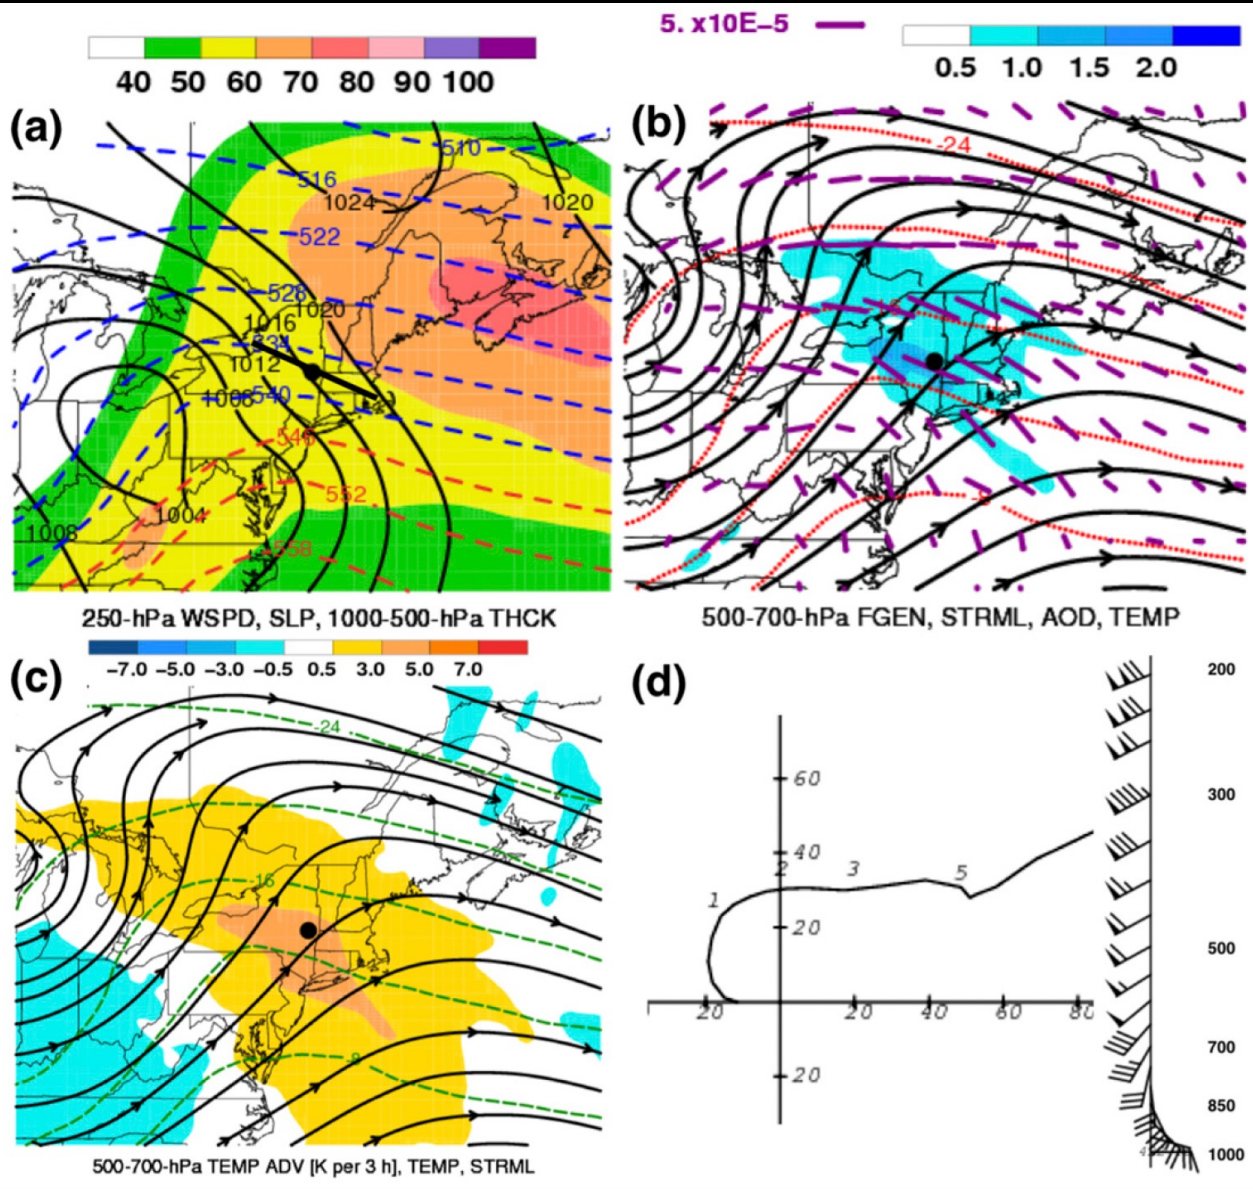 5. x10E–5
40 50 60 70 80 90 100
0.5 1.0 1.5 2.0
(a)
(b)
510
516
1024
1020
522
528
1020
1016
534
1012
1008 540
546
552
1004
1008
558
-24
250-hPa WSPD, SLP, 1000-500-hPa THCK
500-700-hPa FGEN, STRML, AOD, TEMP
−7.0 −5.0 −3.0 −0.5 0.5 3.0 5.0 7.0
(c)
(d)
-24
-16
-8
60
40
20
20
1 2 3 5
20 20 40 60 80
200
300
500
700
850
1000
500-700-hPa TEMP ADV [K per 3 h], TEMP, STRML